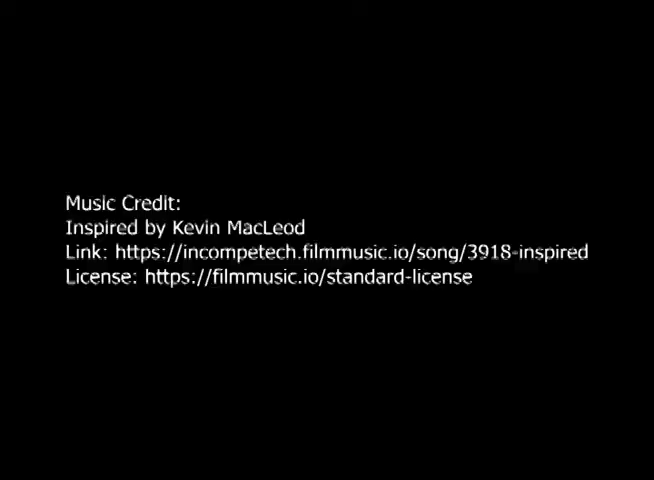 Music Credit:
Inspired by Kevin MacLeod
Link: https://incompetech.filmmusic.io/song/3918-inspired
License: https://filmmusic.io/standard-license